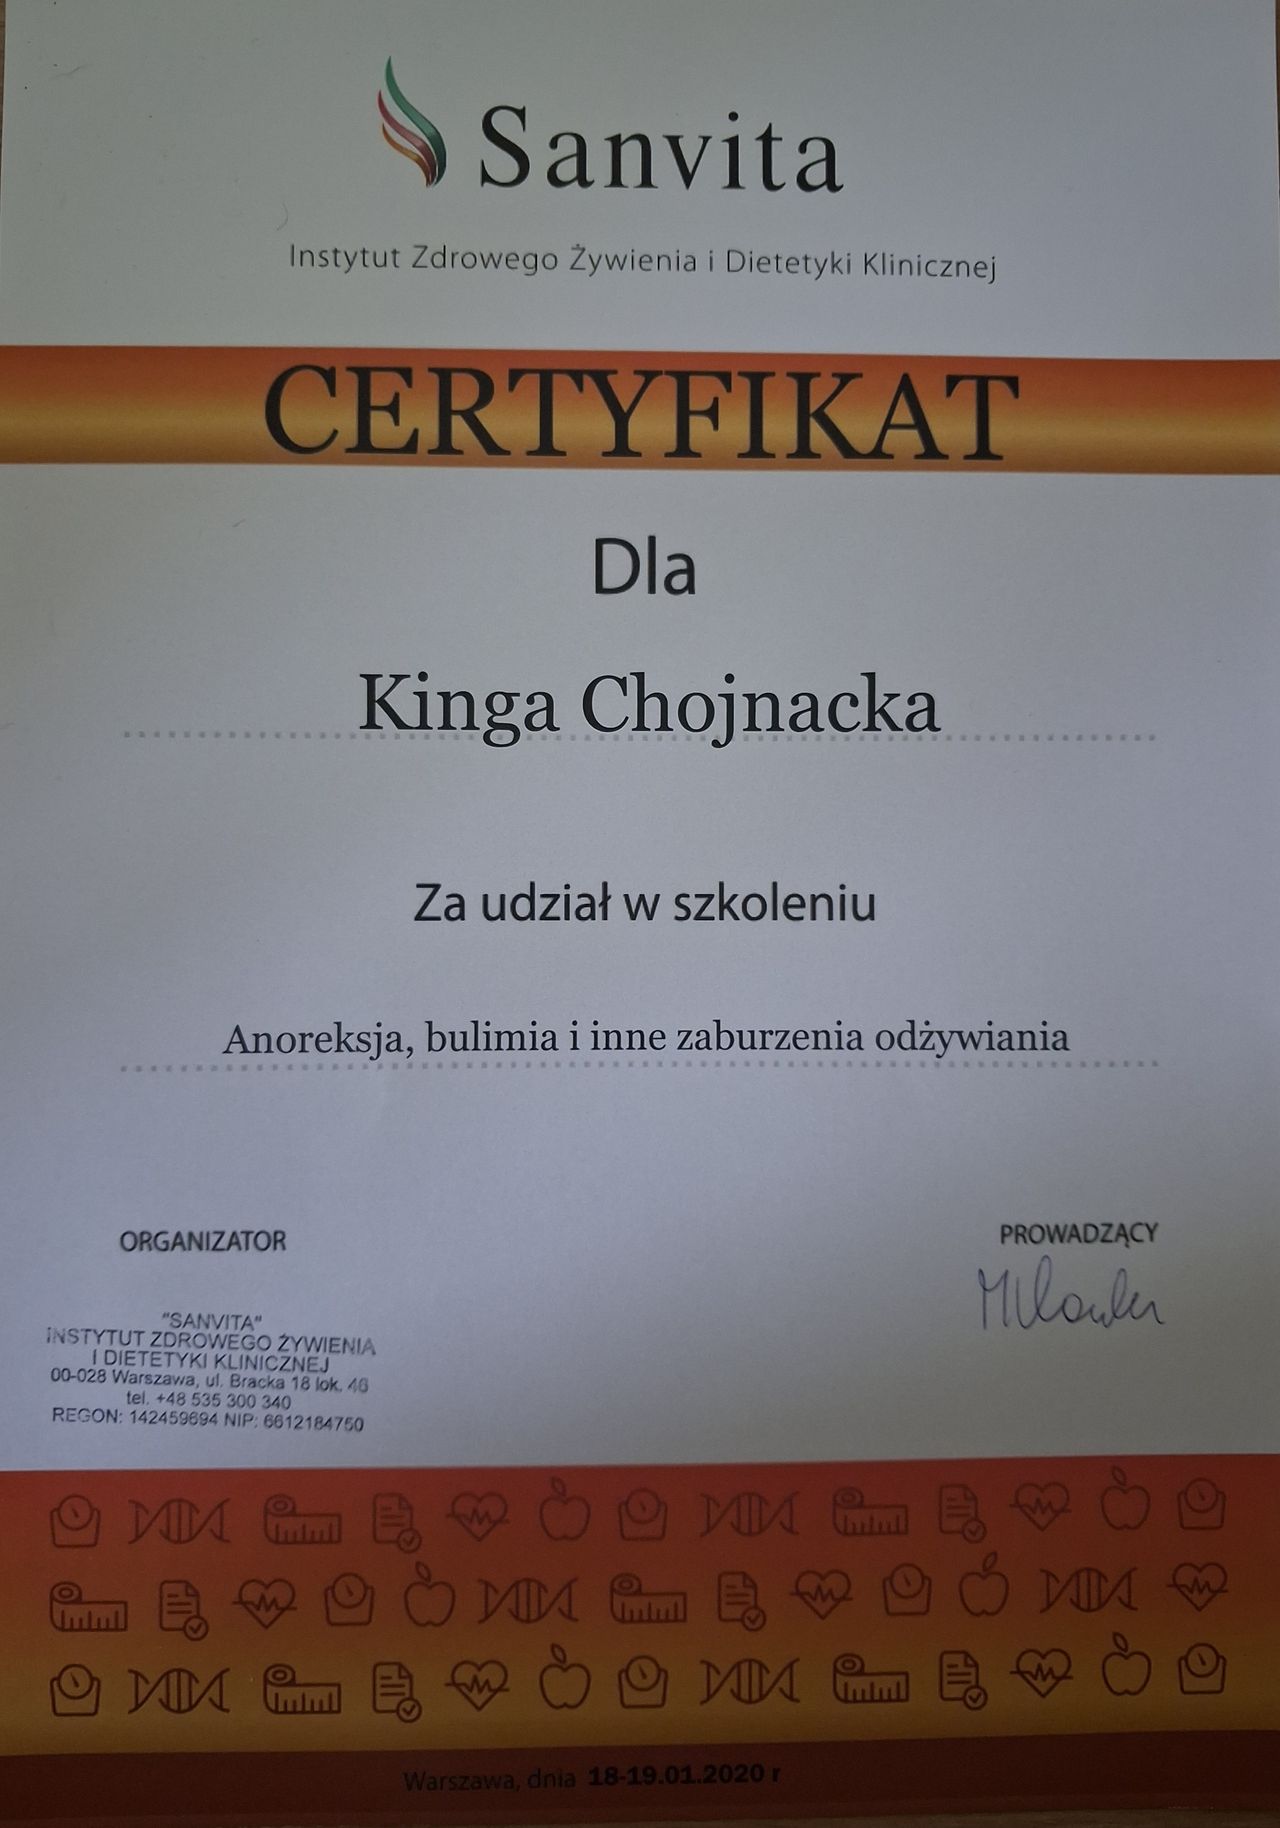 Sanvita
Instytut Zdrowego Żywienia i Dietetyki Klinicznej
CERTYFIKAT
Dla
Kinga Chojnacka
Za udział w szkoleniu
Anoreksja, bulimia i inne zaburzenia odżywiania
ORGANIZATOR
"SANVITA"
INSTYTUT ZDROWEGO ŻYWIENIA
I DIETETYKI KLINICZNEJ
00-028 Warszawa, ul. Bracka 18 lok. 46
tel. +48 535 300 340
REGON: 142459694 NIP: 6612184750
PROWADZĄCY
Warszawa, dnia 18-19.01.2020 r